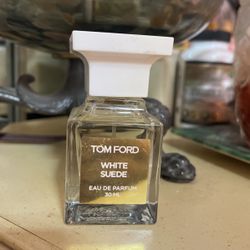 TOM FORD
WHITE
SUEDE
EAU DE PARFUM
30 ML